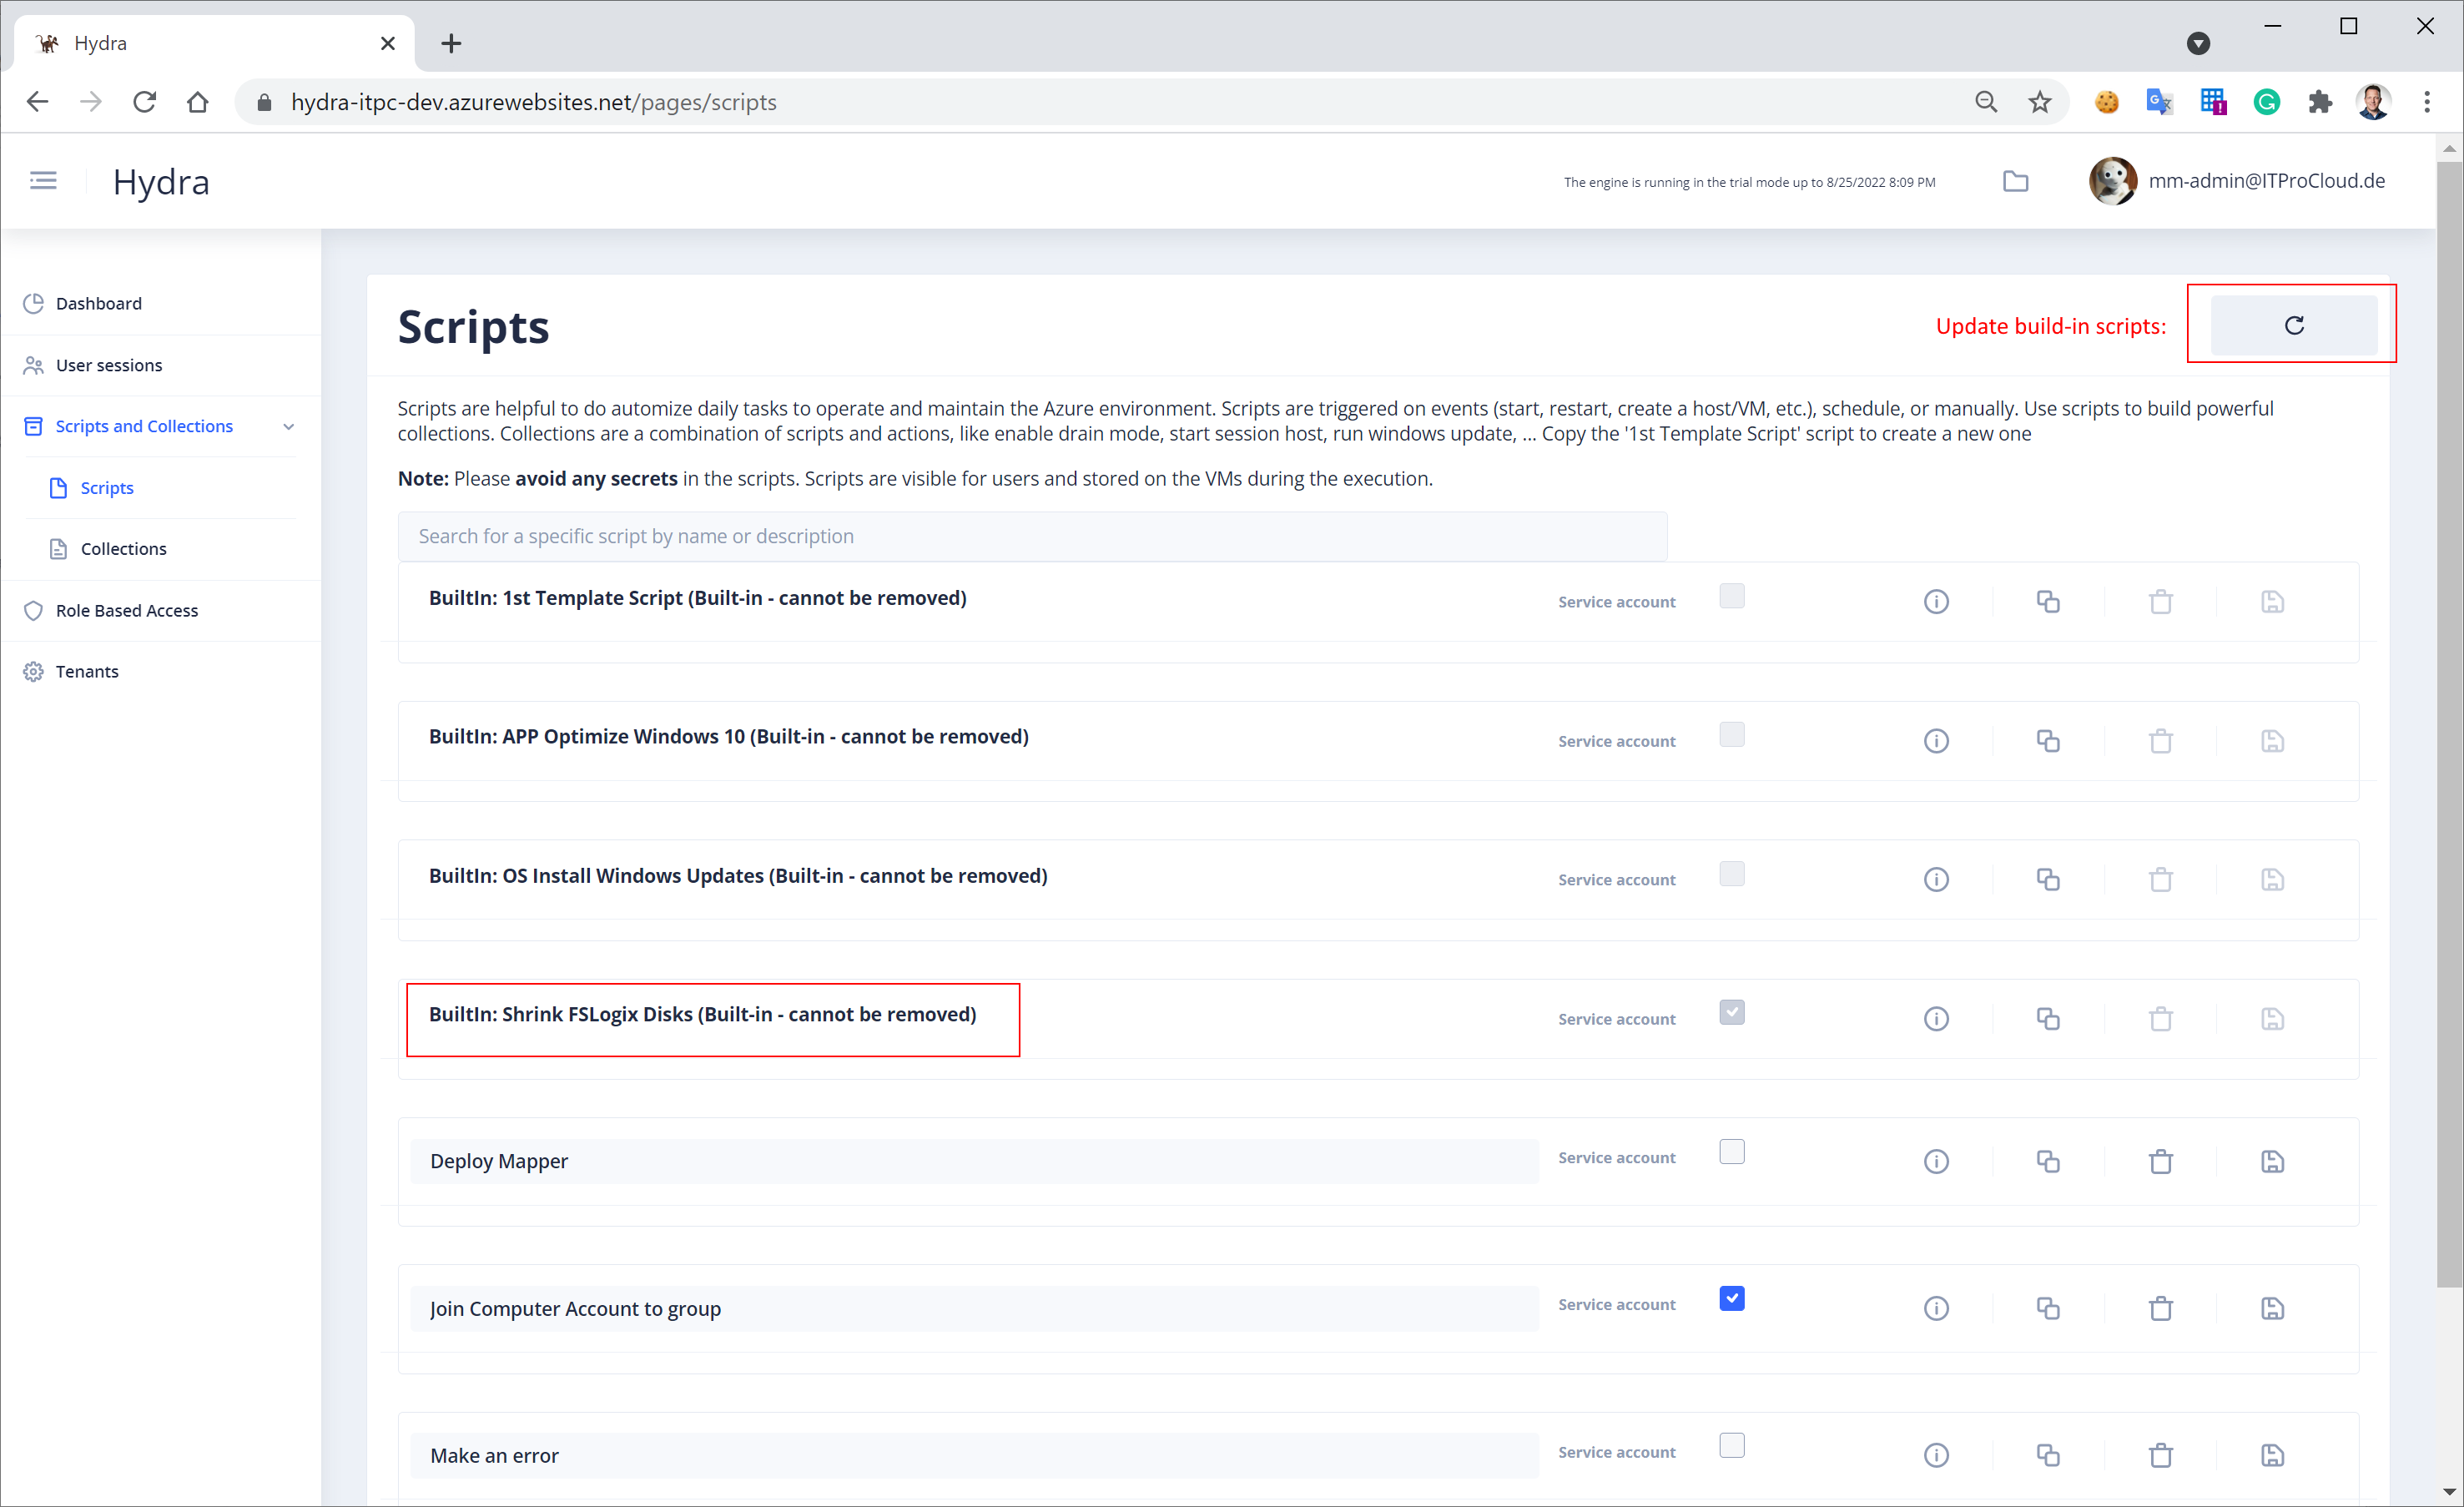 Hydra
hydra-itpc-dev.azurewebsites.net/pages/scripts
Hydra
The engine is running in the trial mode up to 8/25/2022 8:09 PM
mm-admin@ITProCloud.de
Dashboard
User sessions
Scripts and Collections
Scripts
Collections
Role Based Access
Tenants
Scripts
Update build-in scripts:
Scripts are helpful to do automize daily tasks to operate and maintain the Azure environment. Scripts are triggered on events (start, restart, create a host/VM, etc.), schedule, or manually. Use scripts to build powerful
collections. Collections are a combination of scripts and actions, like enable drain mode, start session host, run windows update, ... Copy the '1st Template Script' script to create a new one
Note: Please avoid any secrets in the scripts. Scripts are visible for users and stored on the VMs during the execution.
Search for a specific script by name or description
BuiltIn: 1st Template Script (Built-in - cannot be removed)
Service account
BuiltIn: APP Optimize Windows 10 (Built-in - cannot be removed)
Service account
BuiltIn: OS Install Windows Updates (Built-in - cannot be removed)
Service account
BuiltIn: Shrink FSLogix Disks (Built-in - cannot be removed)
Service account
Deploy Mapper
Service account
Join Computer Account to group
Service account
Make an error
Service account